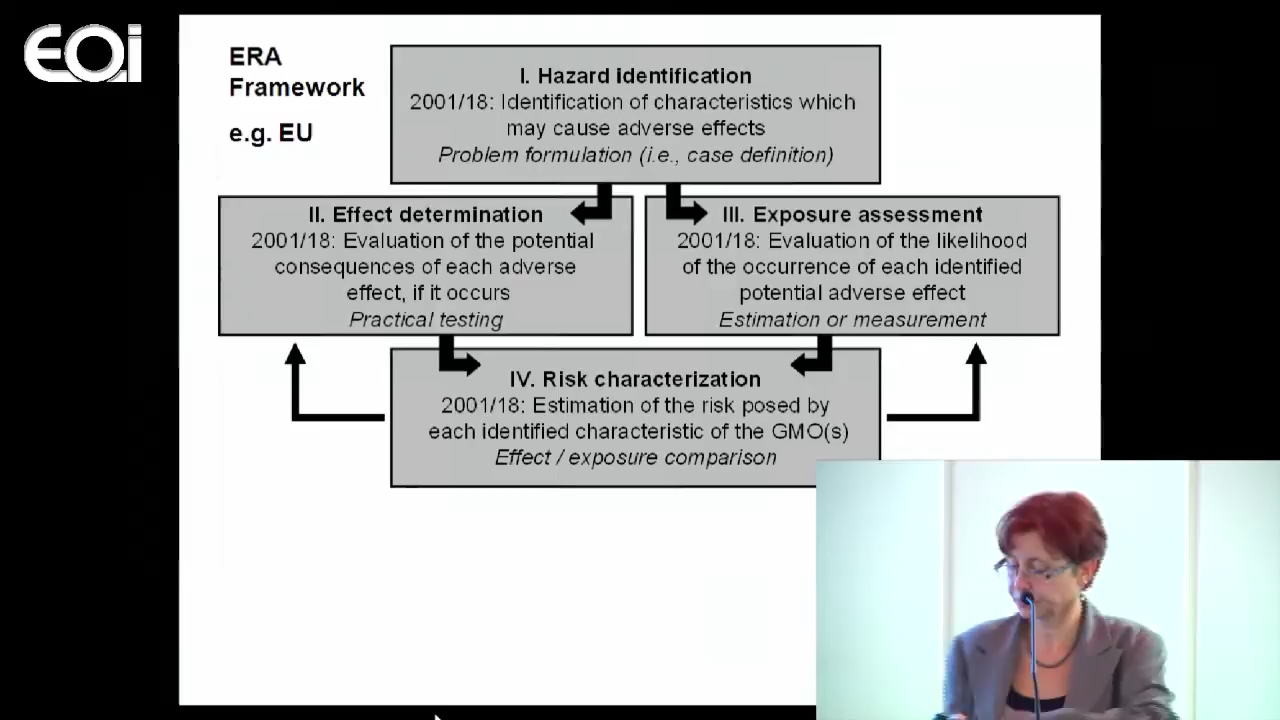 EOi
ERA
Framework
e.g. EU
I. Hazard identification
2001/18: Identification of characteristics which
may cause adverse effects
Problem formulation (i.e., case definition)
II. Effect determination
2001/18: Evaluation of the potential
consequences of each adverse
effect, if it occurs
Practical testing
III. Exposure assessment
2001/18: Evaluation of the likelihood
of the occurrence of each identified
potential adverse effect
Estimation or measurement
IV. Risk characterization
2001/18: Estimation of the risk posed by
each identified characteristic of the GMO(s)
Effect / exposure comparison